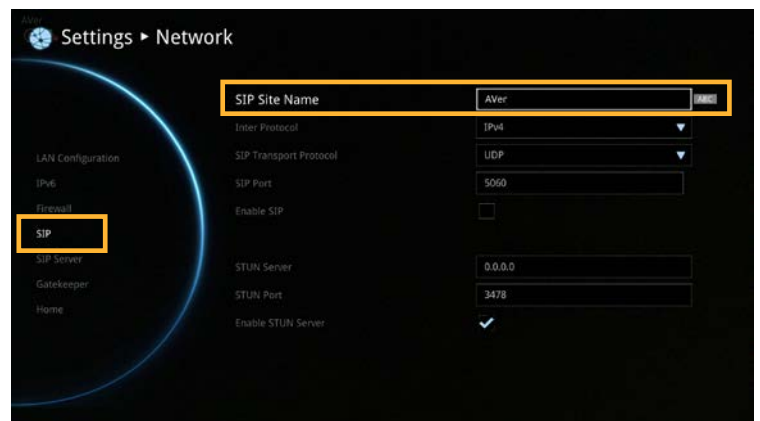 AVer
Settings ▸ Network
SIP Site Name AVer ABC
Inter Protocol IPv4
LAN Configuration SIP Transport Protocol UDP
IPv6 SIP Port 5060
Firewall Enable SIP
SIP
SIP Server STUN Server 0.0.0.0
Gatekeeper STUN Port 3478
Home Enable STUN Server